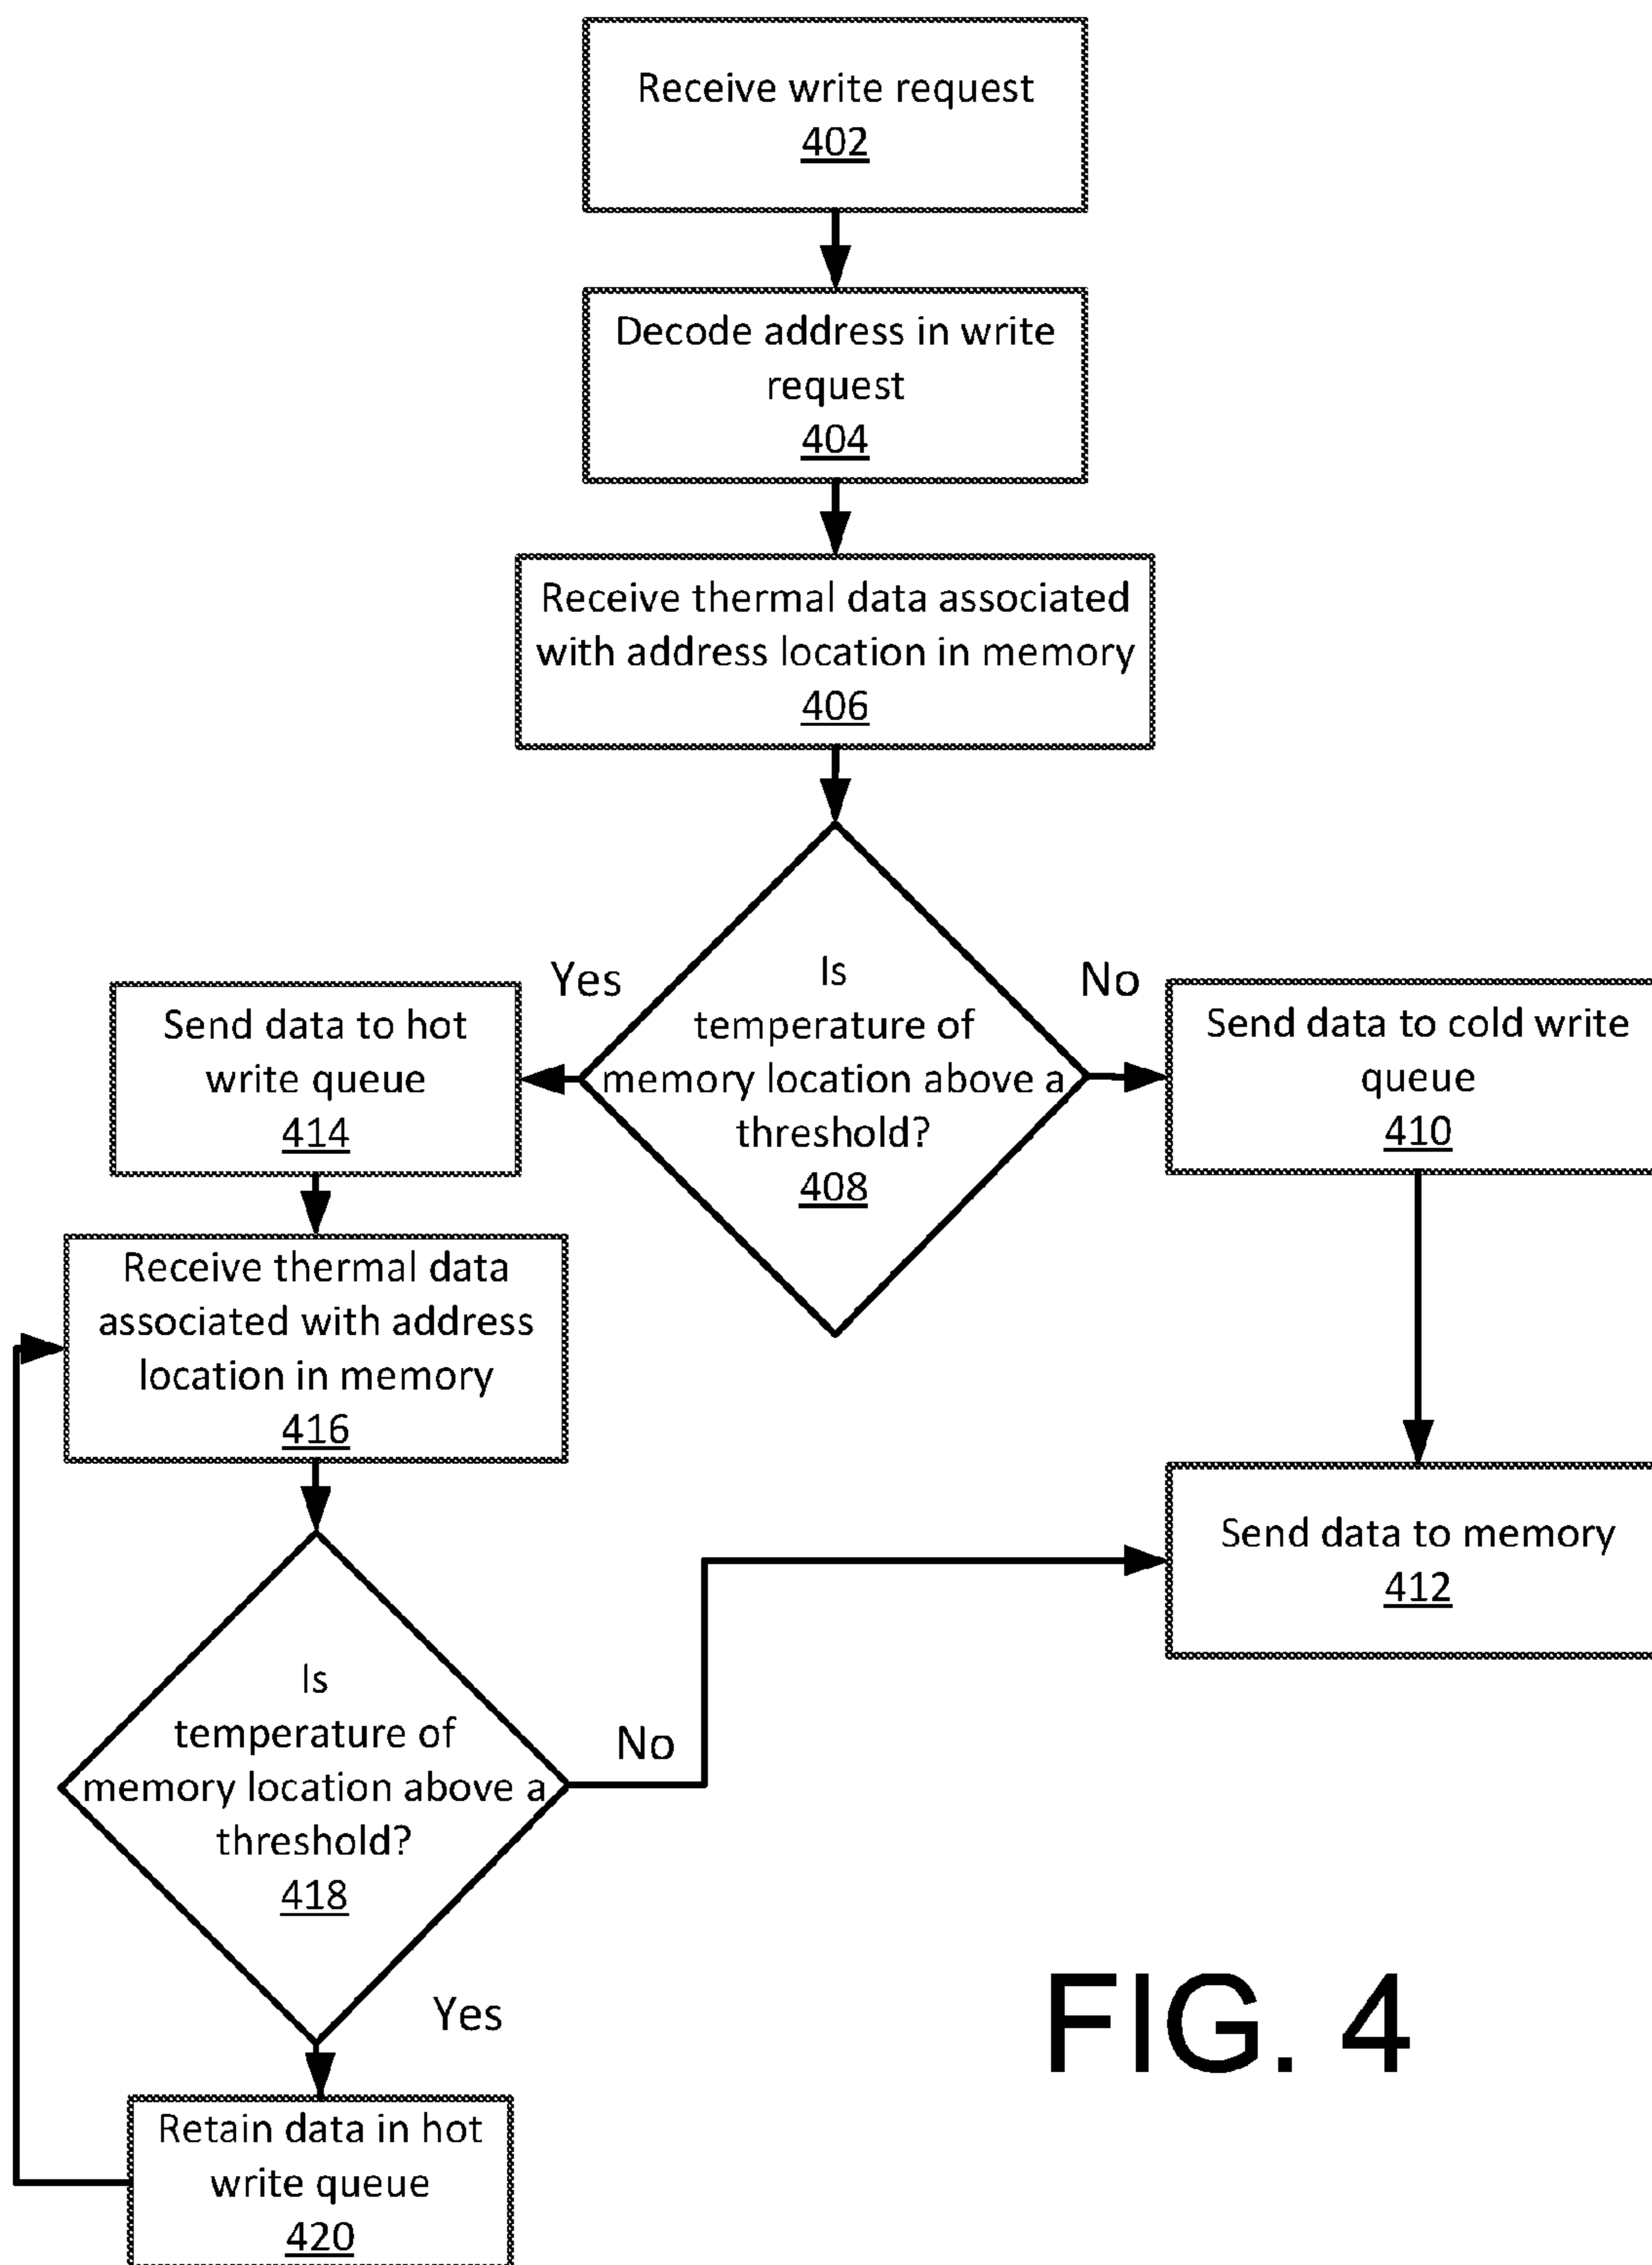 Receive write request
402
Decode address in write
request
404
Receive thermal data associated
with address location in memory
406
Is
temperature of
memory location above a
threshold?
408
Yes
No
Send data to hot
write queue
414
Send data to cold write
queue
410
Receive thermal data
associated with address
location in memory
416
Send data to memory
412
Is
temperature of
memory location above a
threshold?
418
No
Yes
Retain data in hot
write queue
420
FIG. 4